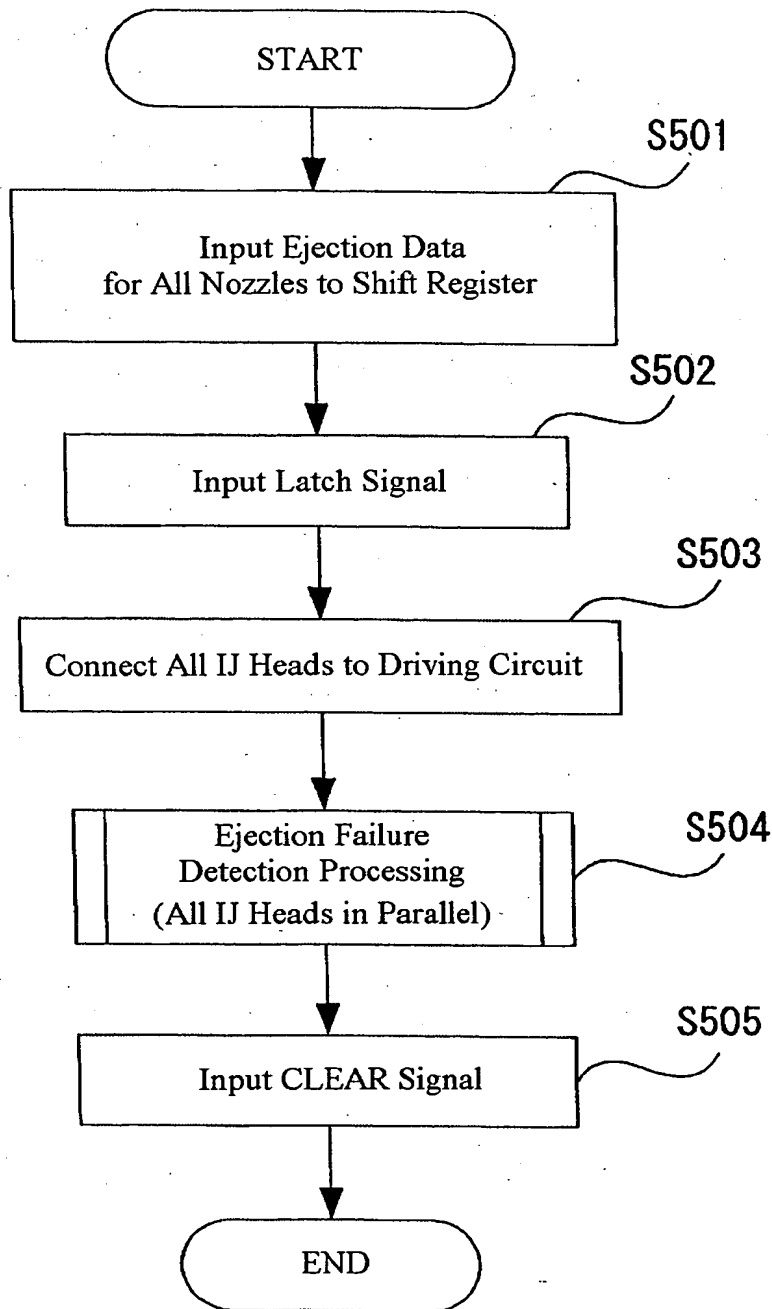 START
S501
Input Ejection Data
for All Nozzles to Shift Register
S502
Input Latch Signal
S503
Connect All IJ Heads to Driving Circuit
S504
Ejection Failure
Detection Processing
(All IJ Heads in Parallel)
S505
Input CLEAR Signal
END